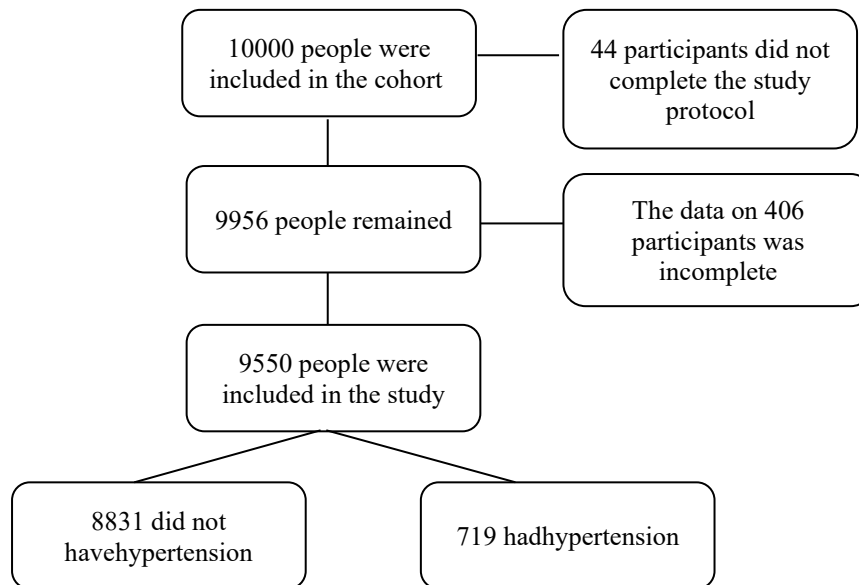 10000 people were
included in the cohort
44 participants did not
complete the study
protocol
9956 people remained
The data on 406
participants was
incomplete
9550 people were
included in the study
8831 did not
havehypertension
719 hadhypertension